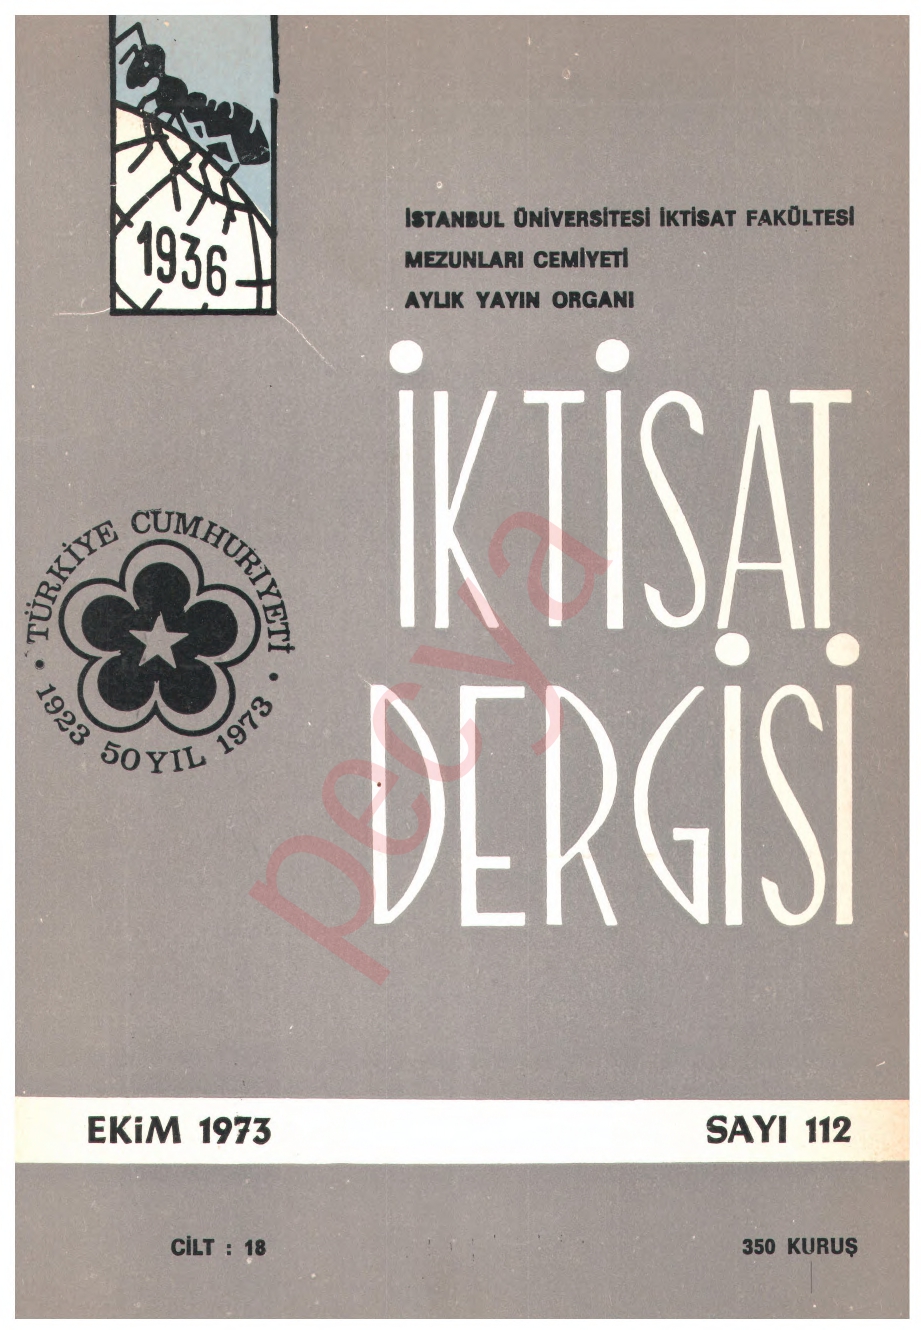 1936
İSTANBUL ÜNİVERSİTESİ İKTİSAT FAKÜLTESİ
MEZUNLARI CEMİYETİ
AYLIK YAYIN ORGANI
İKTİSAT
DERGİSİ
• TÜRKİYE CUMHURİYETİ •
1923 50 YIL 1973
pecya
EKİM 1973
SAYI 112
CİLT : 18
350 KURUŞ